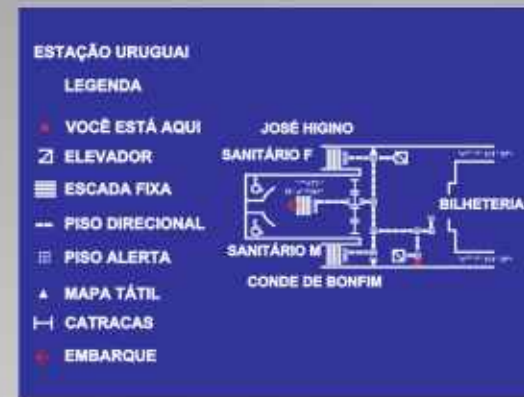 ESTAÇÃO URUGUAI
LEGENDA
VOCÊ ESTÁ AQUI
ELEVADOR
ESCADA FIXA
PISO DIRECIONAL
PISO ALERTA
MAPA TÁTIL
CATRACAS
EMBARQUE
JOSÉ HIGINO
SANITÁRIO F
BILHETERIA
SANITÁRIO M
CONDE DE BONFIM